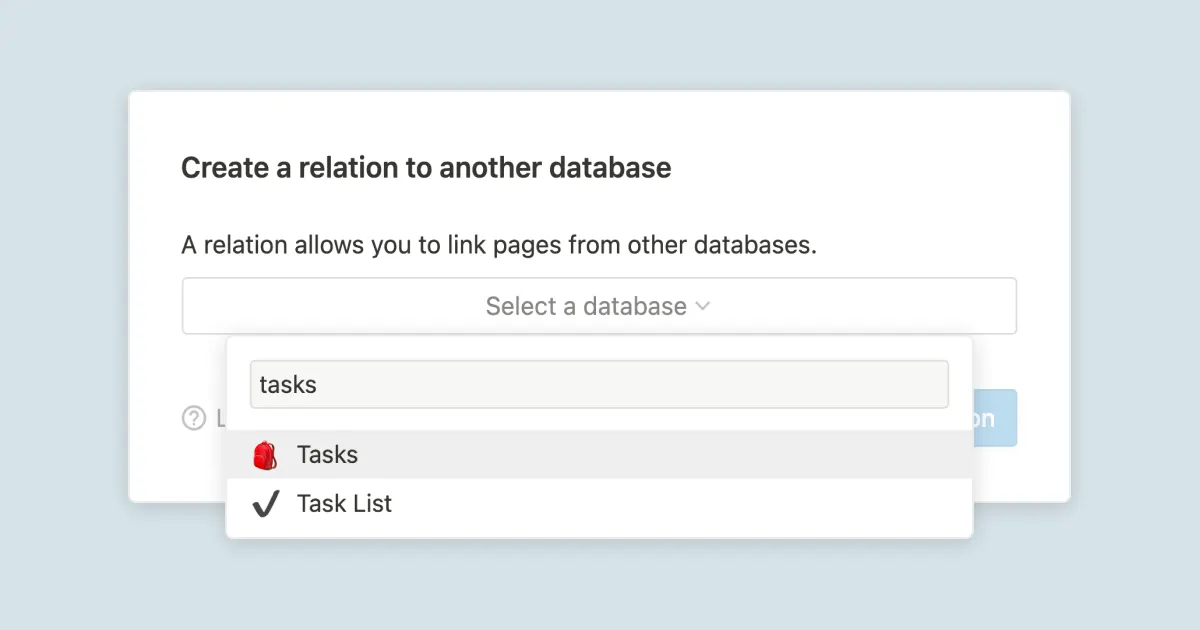 Create a relation to another database
A relation allows you to link pages from other databases.
Select a database
tasks
Tasks
Task List